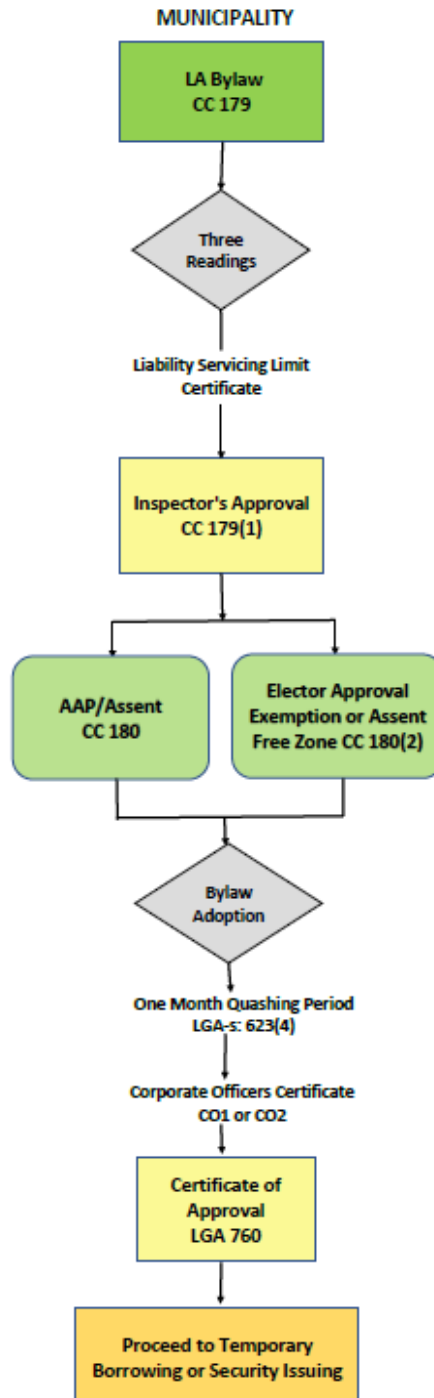 MUNICIPALITY
LA Bylaw
CC 179
Three
Readings
Liability Servicing Limit
Certificate
Inspector's Approval
CC 179(1)
AAP/Assent
CC 180
Elector Approval
Exemption or Assent
Free Zone CC 180(2)
Bylaw
Adoption
One Month Quashing Period
LGA-s: 623(4)
Corporate Officers Certificate
CO1 or CO2
Certificate of
Approval
LGA 760
Proceed to Temporary
Borrowing or Security Issuing